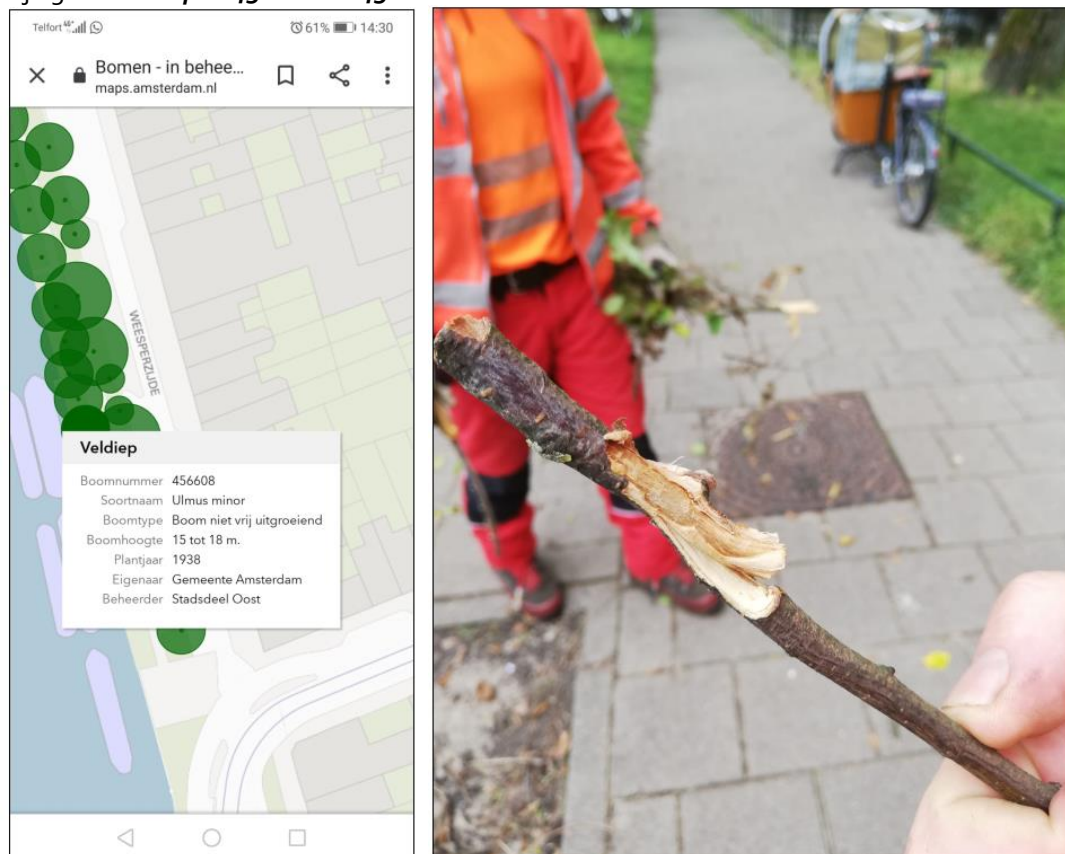 Telfort 61% 14:30
Bomen - in behee...
maps.amsterdam.nl
WEESPERZIJDE
Veldiep
Boomnummer 456608
Soortnaam Ulmus minor
Boomtype Boom niet vrij uitgroeiend
Boomhoogte 15 tot 18 m.
Plantjaar 1938
Eigenaar Gemeente Amsterdam
Beheerder Stadsdeel Oost